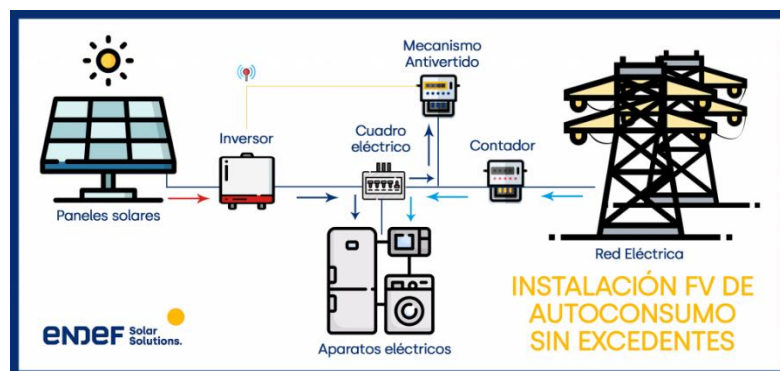 Mecanismo
Antivertido
Inversor
Cuadro
eléctrico
Contador
Paneles solares
Red Eléctrica
Aparatos eléctricos
INSTALACIÓN FV DE
AUTOCONSUMO
SIN EXCEDENTES
ENDEF Solar
Solutions.